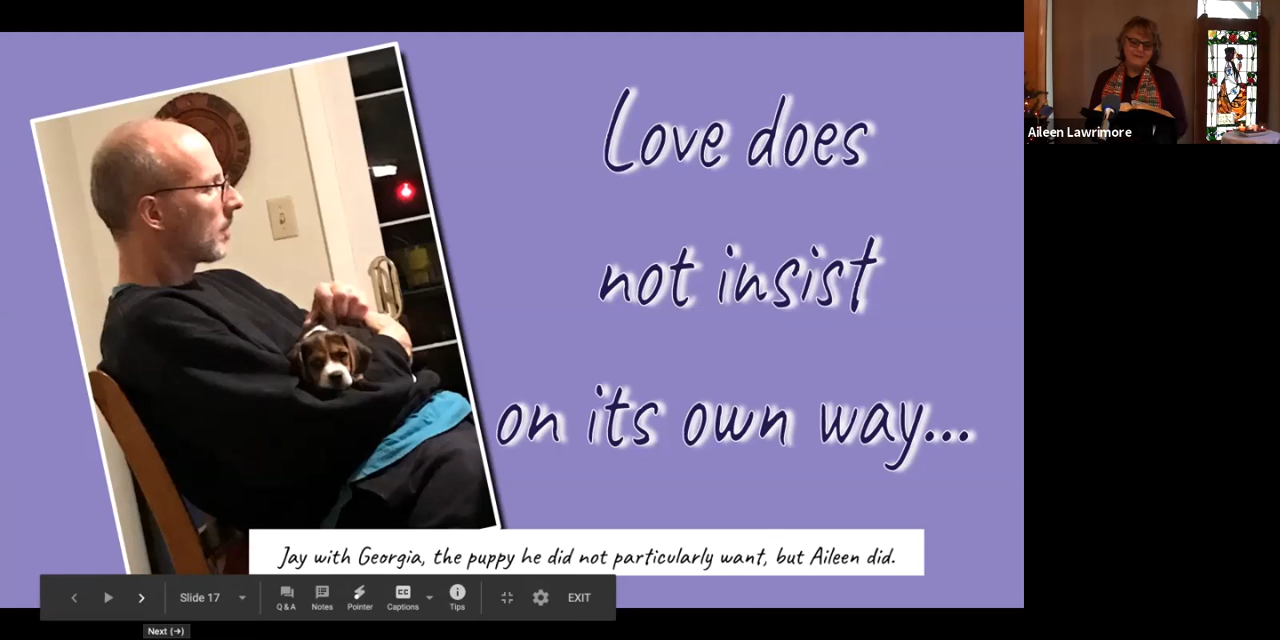 Love does
not insist
on its own way...
Jay with Georgia, the puppy he did not particularly want, but Aileen did.
Aileen Lawrimore
Slide 17
Q & A
Notes
Pointer
CC
Captions
Tips
EXIT
Next (→)